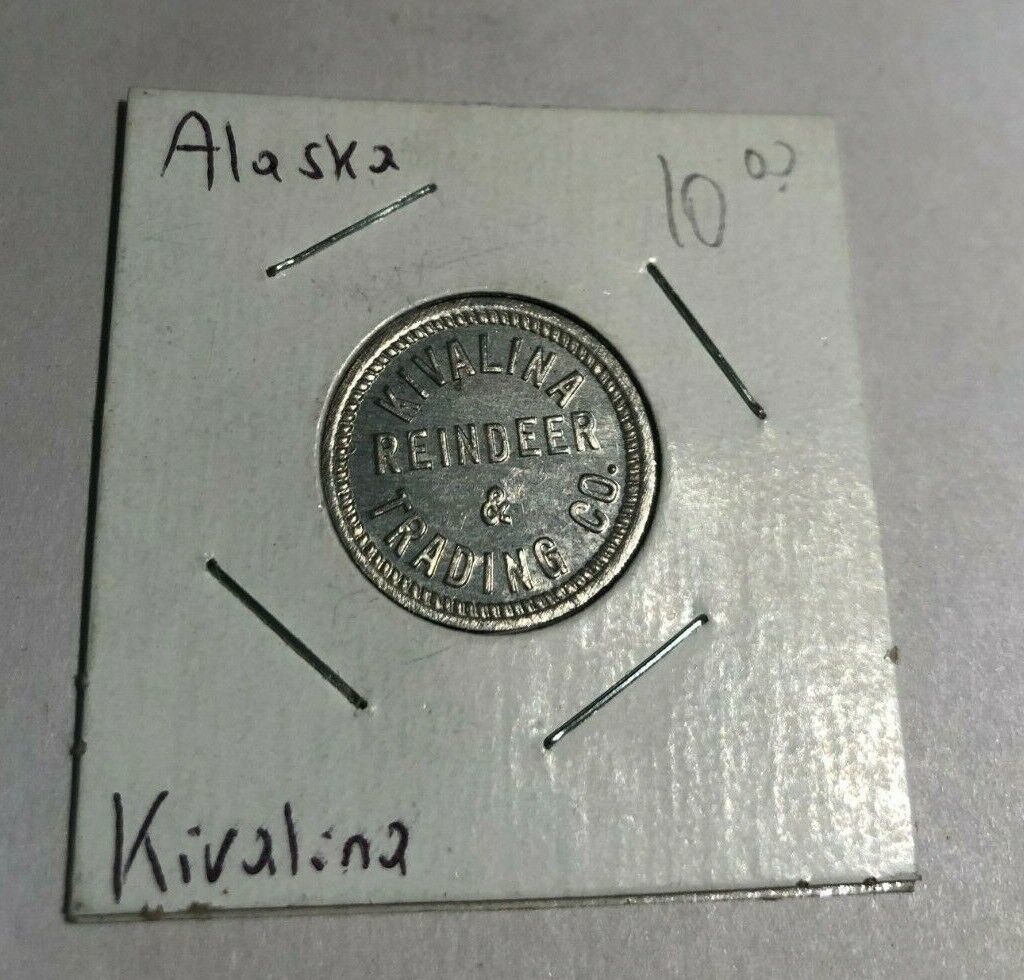 Alaska
10 00
KIVALINA
REINDEER
&
TRADING CO.
Kivalina